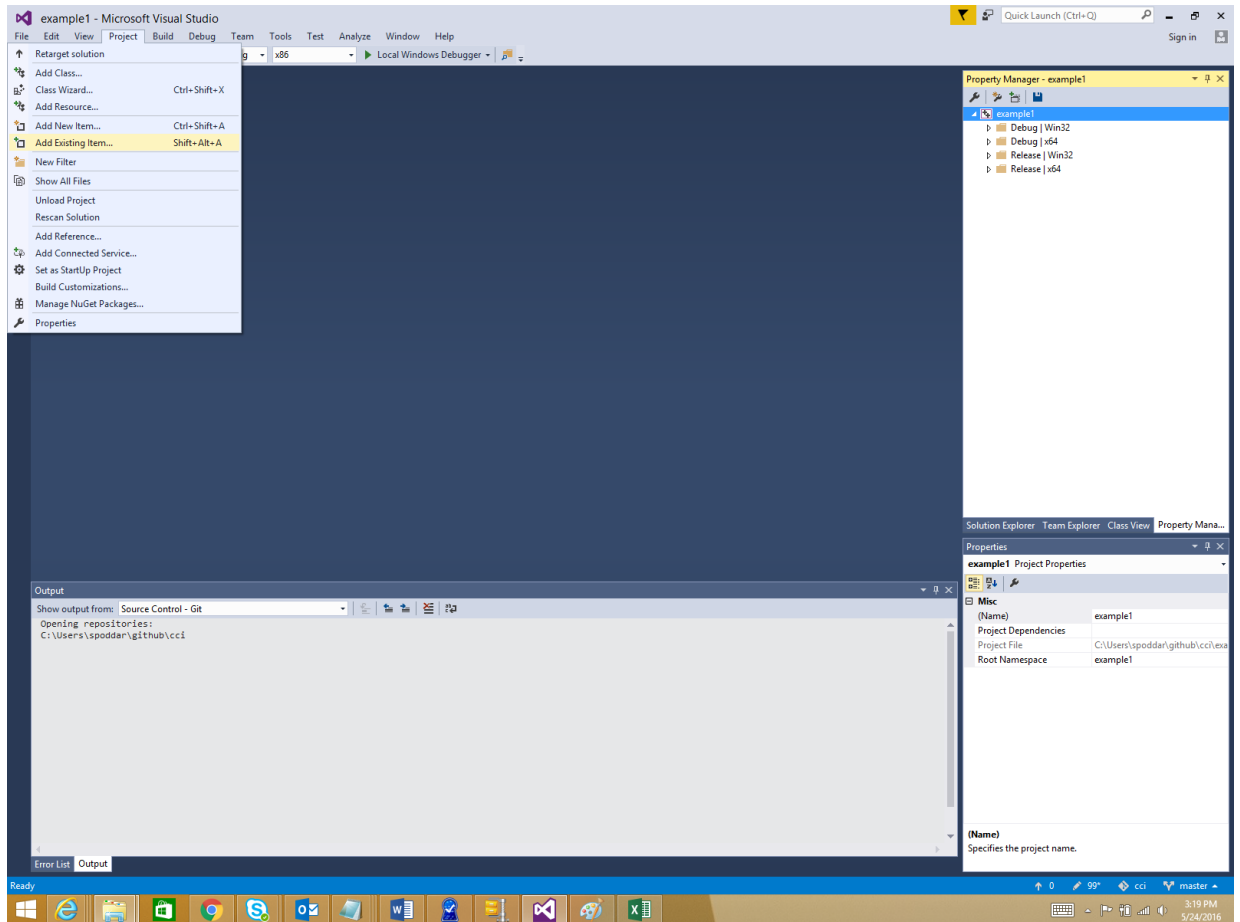 example1 - Microsoft Visual Studio
Quick Launch (Ctrl+Q)
File Edit View Project Build Debug Team Tools Test Analyze Window Help
Sign in
Retarget solution
x86
Local Windows Debugger
Add Class...
Class Wizard... Ctrl+Shift+X
Add Resource...
Add New Item... Ctrl+Shift+A
Add Existing Item... Shift+Alt+A
New Filter
Show All Files
Unload Project
Rescan Solution
Add Reference...
Add Connected Service...
Set as StartUp Project
Build Customizations...
Manage NuGet Packages...
Properties
Property Manager - example1
example1
Debug | Win32
Debug | x64
Release | Win32
Release | x64
Solution Explorer Team Explorer Class View Property Mana...
Properties
example1 Project Properties
Misc
(Name) example1
Project Dependencies
Project File C:\Users\spoddar\github\cci\exa
Root Namespace example1
(Name)
Specifies the project name.
Output
Show output from: Source Control - Git
Opening repositories:
C:\Users\spoddar\github\cci
Error List Output
Ready
0 99+ cci master
3:19 PM
5/24/2016